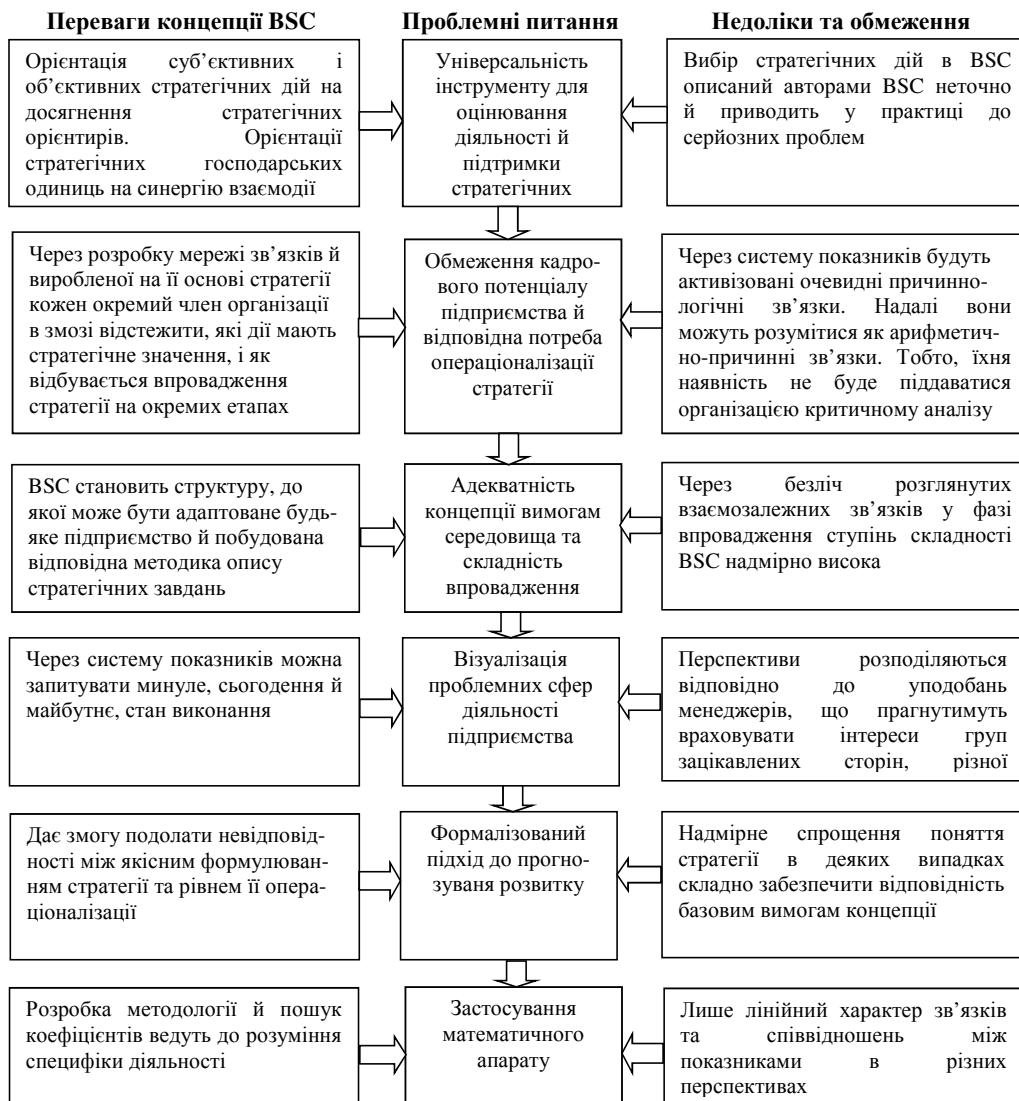 Переваги концепції BSC
Проблемні питання
Недоліки та обмеження
Орієнтація суб’єктивних і
об’єктивних стратегічних дій на
досягнення стратегічних
орієнтирів. Орієнтації
стратегічних господарських
одиниць на синергію взаємодії
Універсальність
інструменту для
оцінювання
діяльності й
підтримки
стратегічних
Вибір стратегічних дій в BSC
описаний авторами BSC неточно
й приводить у практиці до
серйозних проблем
Через розробку мережі зв’язків й
виробленої на її основі стратегії
кожен окремий член організації
в змозі відстежити, які дії мають
стратегічне значення, і як
відбувається впровадження
стратегії на окремих етапах
Обмеження кадро-
вого потенціалу
підприємства й
відповідна потреба
операціоналізації
стратегії
Через систему показників будуть
активізовані очевидні причинно-
логічні зв’язки. Надалі вони
можуть розумітися як арифметич-
но-причинні зв’язки. Тобто, їхня
наявність не буде піддаватися
організацією критичному аналізу
BSC становить структуру, до
якої може бути адаптоване будь-
яке підприємство й побудована
відповідна методика опису
стратегічних завдань
Адекватність
концепції вимогам
середовища та
складність
впровадження
Через безліч розглянутих
взаємозалежних зв’язків у фазі
впровадження ступінь складності
BSC надмірно висока
Через систему показників можна
запитувати минуле, сьогодення й
майбутнє, стан виконання
Візуалізація
проблемних сфер
діяльності
підприємства
Перспективи розподіляються
відповідно до уподобань
менеджерів, що прагнутимуть
враховувати інтереси груп
зацікавлених сторін, різної
Дає змогу подолати невідповід-
ності між якісним формулюван-
ням стратегії та рівнем її опера-
ціоналізації
Формалізований
підхід до прогно-
зуваня розвитку
Надмірне спрощення поняття
стратегії в деяких випадках
складно забезпечити відповідність
базовим вимогам концепції
Розробка методології й пошук
коефіцієнтів ведуть до розуміння
специфіки діяльності
Застосування
математичного
апарату
Лише лінійний характер зв’язків
та співвідношень між
показниками в різних
перспективах